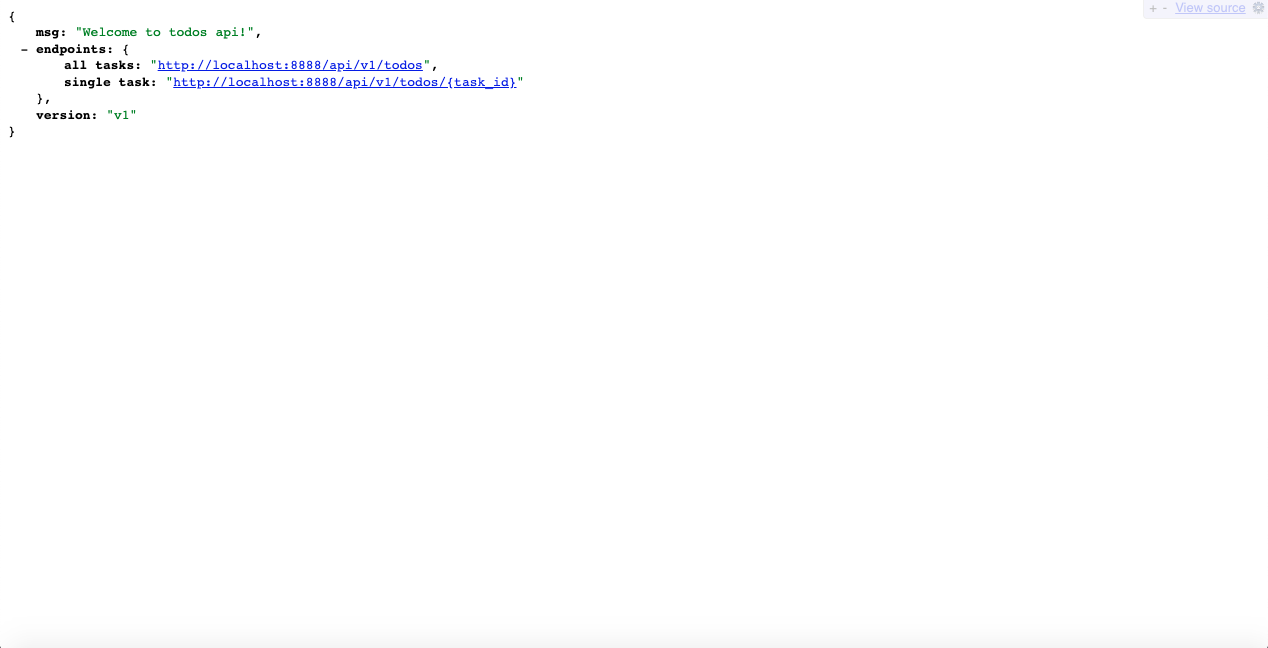 + - View source
{
msg: "Welcome to todos api!",
- endpoints: {
all tasks: "http://localhost:8888/api/v1/todos",
single task: "http://localhost:8888/api/v1/todos/{task_id}"
},
version: "v1"
}